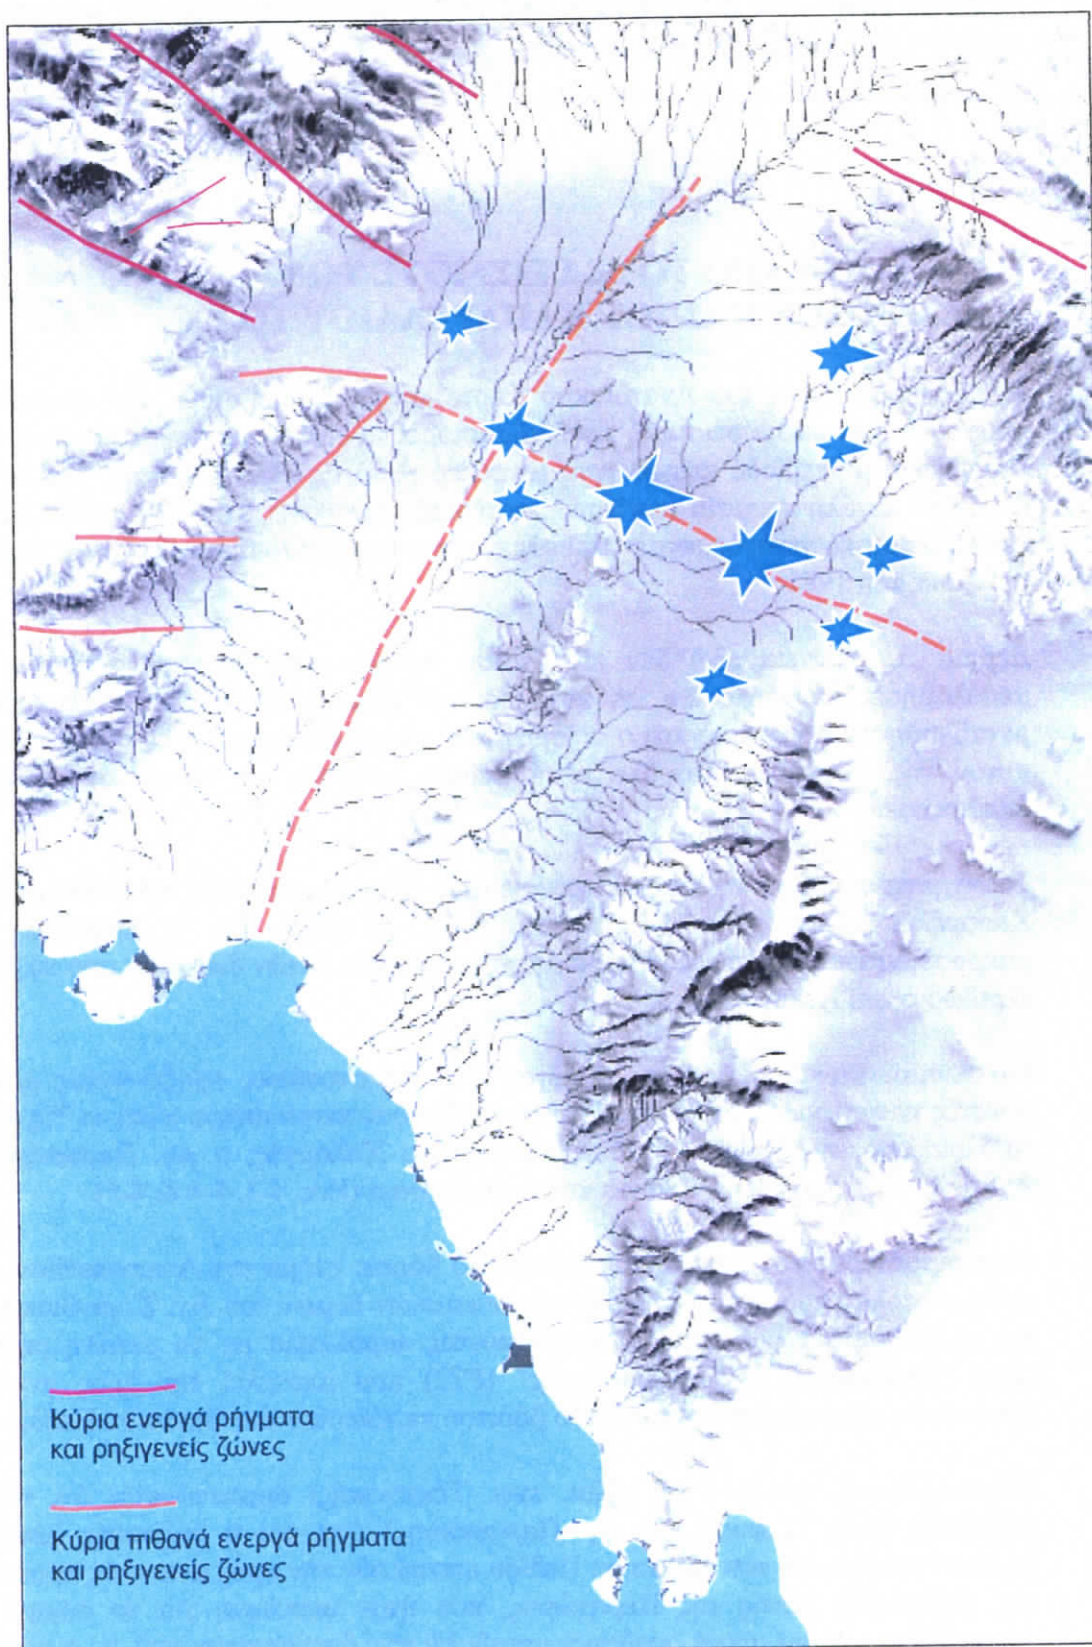 Κύρια ενεργά ρήγματα
και ρηξιγενείς ζώνες
Κύρια πιθανά ενεργά ρήγματα
και ρηξιγενείς ζώνες